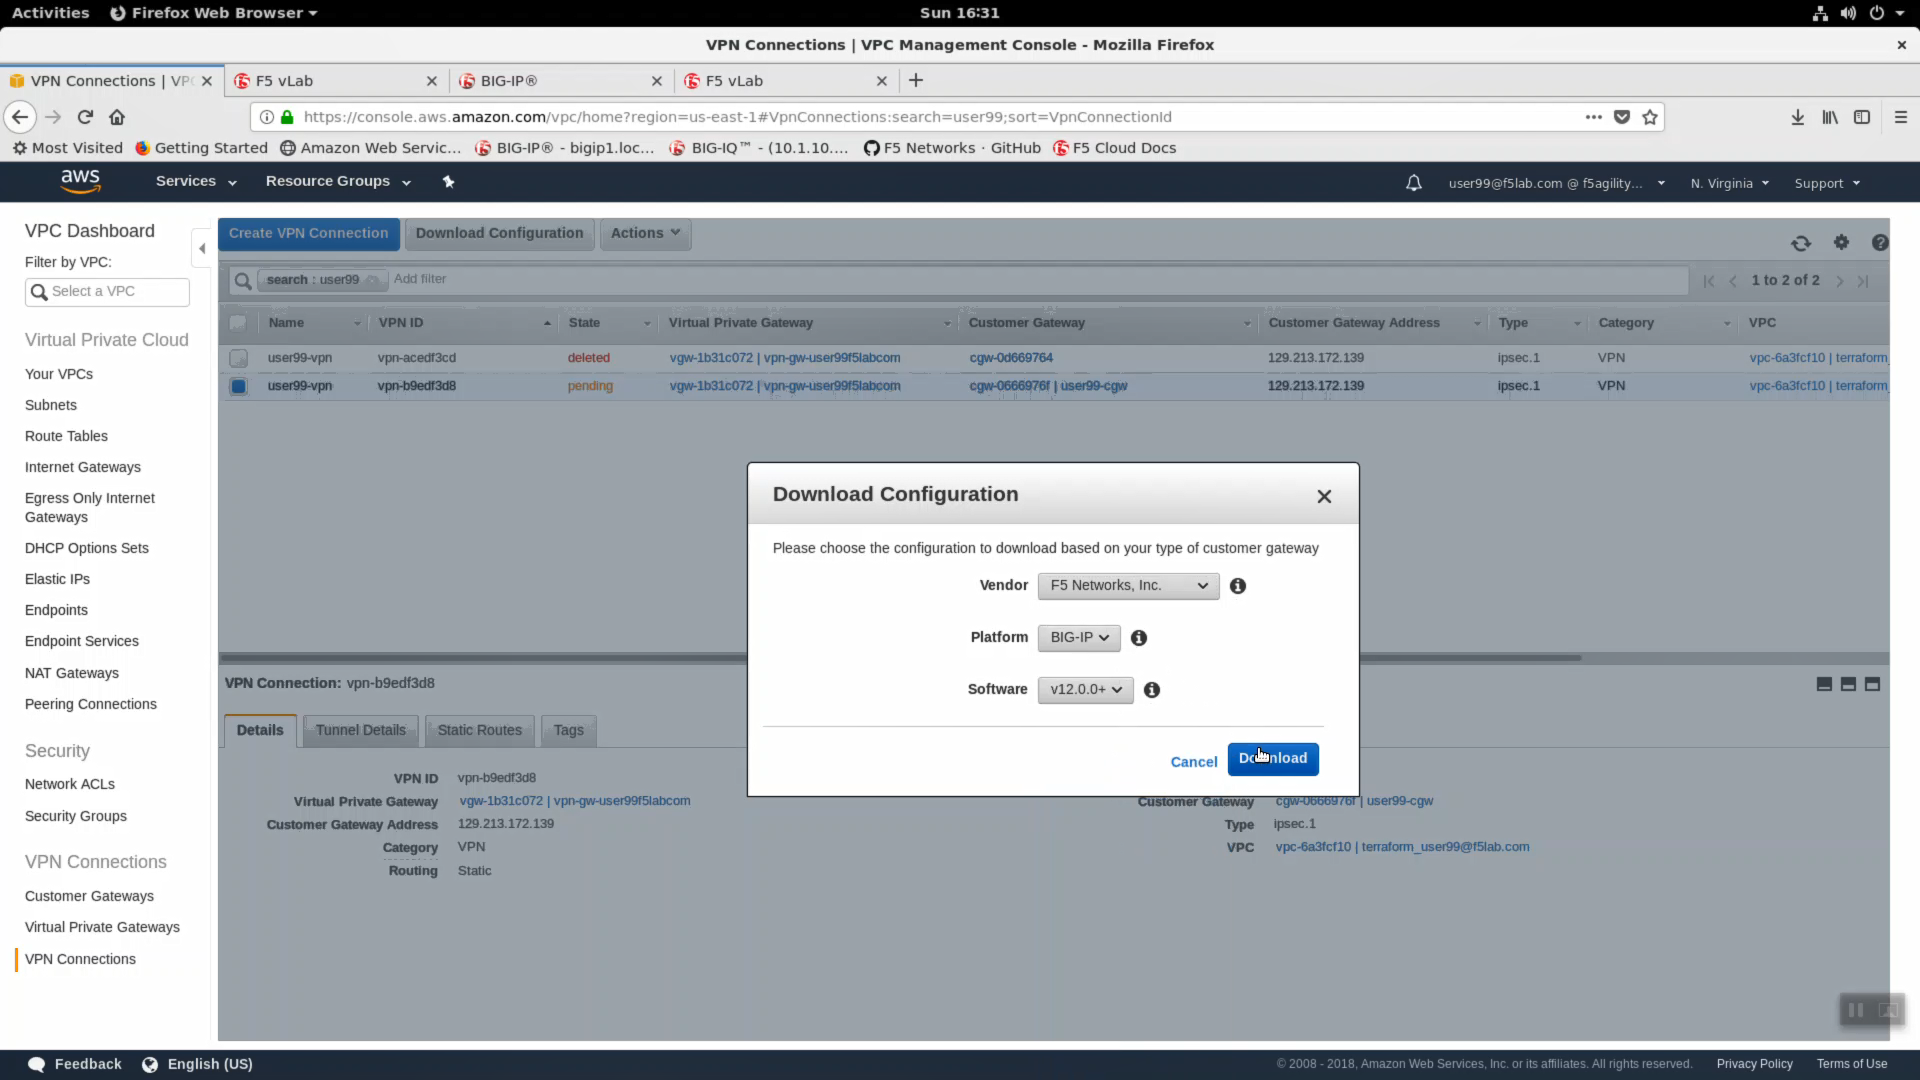 Activities
Firefox Web Browser
Sun 16:31
VPN Connections | VPC Management Console - Mozilla Firefox
VPN Connections | VPC
F5 vLab
BIG-IP®
F5 vLab
https://console.aws.amazon.com/vpc/home?region=us-east-1#VpnConnections:search=user99;sort=VpnConnectionId
Most Visited
Getting Started
Amazon Web Servic...
BIG-IP® - bigip1.loc...
BIG-IQ™ - (10.1.10....
F5 Networks · GitHub
F5 Cloud Docs
aws
Services
Resource Groups
user99@f5lab.com @ f5agility...
N. Virginia
Support
VPC Dashboard
Filter by VPC:
Select a VPC
Virtual Private Cloud
Your VPCs
Subnets
Route Tables
Internet Gateways
Egress Only Internet
Gateways
DHCP Options Sets
Elastic IPs
Endpoints
Endpoint Services
NAT Gateways
Peering Connections
Security
Network ACLs
Security Groups
VPN Connections
Customer Gateways
Virtual Private Gateways
VPN Connections
Create VPN Connection
Download Configuration
Actions
search : user99
Add filter
1 to 2 of 2
Name VPN ID State Virtual Private Gateway Customer Gateway Customer Gateway Address Type Category VPC
user99-vpn vpn-acedf3cd deleted vgw-1b31c072 | vpn-gw-user99f5labcom cgw-0d669764 129.213.172.139 ipsec.1 VPN vpc-6a3fcf10 | terraform_
user99-vpn vpn-b9edf3d8 pending vgw-1b31c072 | vpn-gw-user99f5labcom cgw-0666976f | user99-cgw 129.213.172.139 ipsec.1 VPN vpc-6a3fcf10 | terraform_
Download Configuration
Please choose the configuration to download based on your type of customer gateway
Vendor F5 Networks, Inc.
Platform BIG-IP
Software v12.0.0+
Cancel
Download
VPN Connection: vpn-b9edf3d8
Details
Tunnel Details
Static Routes
Tags
VPN ID vpn-b9edf3d8
Virtual Private Gateway vgw-1b31c072 | vpn-gw-user99f5labcom
Customer Gateway cgw-0666976f | user99-cgw
Customer Gateway Address 129.213.172.139
Type ipsec.1
Category VPN
VPC vpc-6a3fcf10 | terraform_user99@f5lab.com
Routing Static
Feedback
English (US)
© 2008 - 2018, Amazon Web Services, Inc. or its affiliates. All rights reserved.
Privacy Policy
Terms of Use